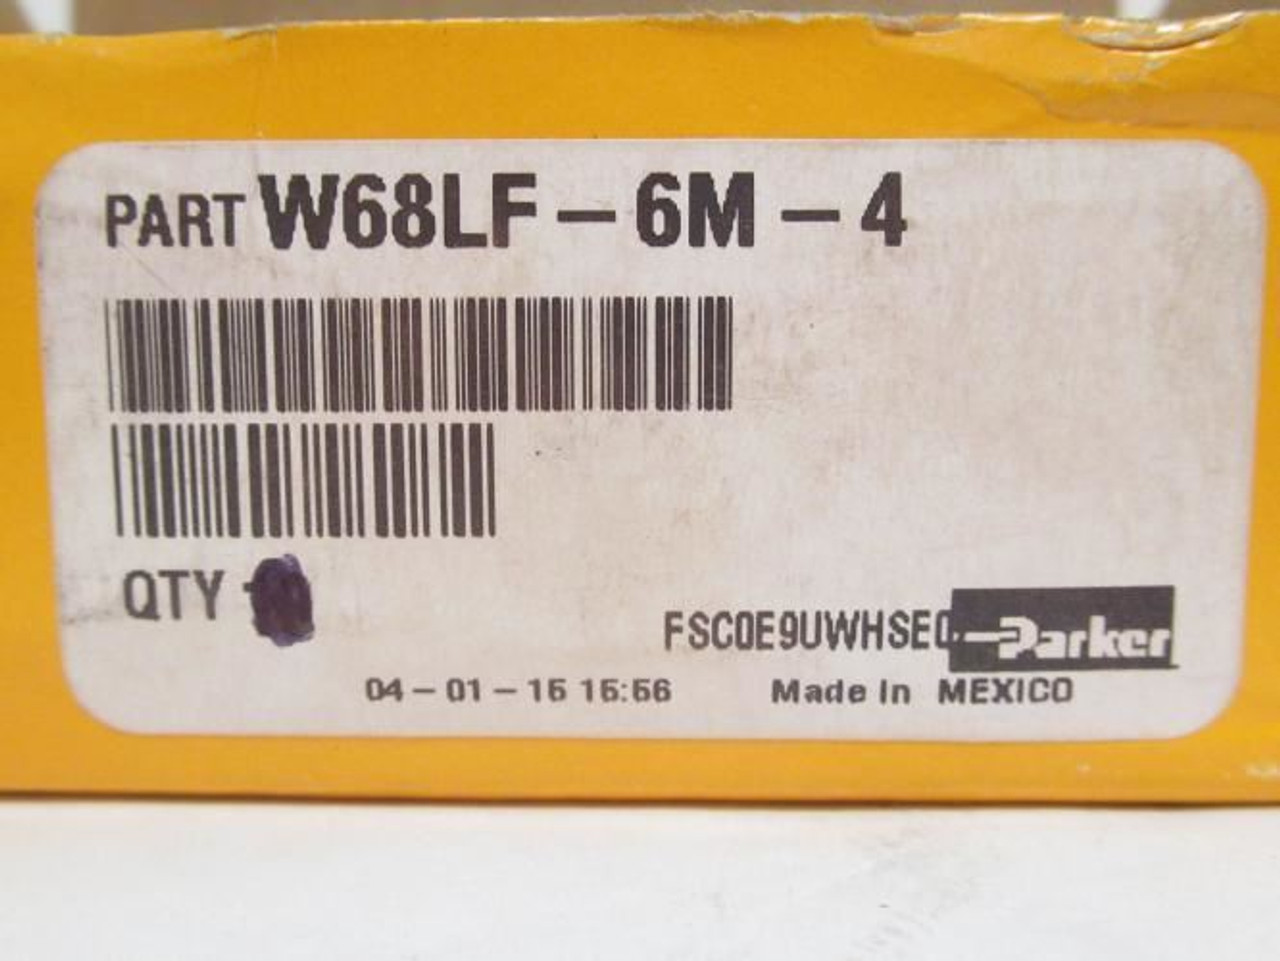 PART W68LF-6M-4
QTY
FSC0E9UWHSE0 Parker
04-01-15 15:56 Made In MEXICO